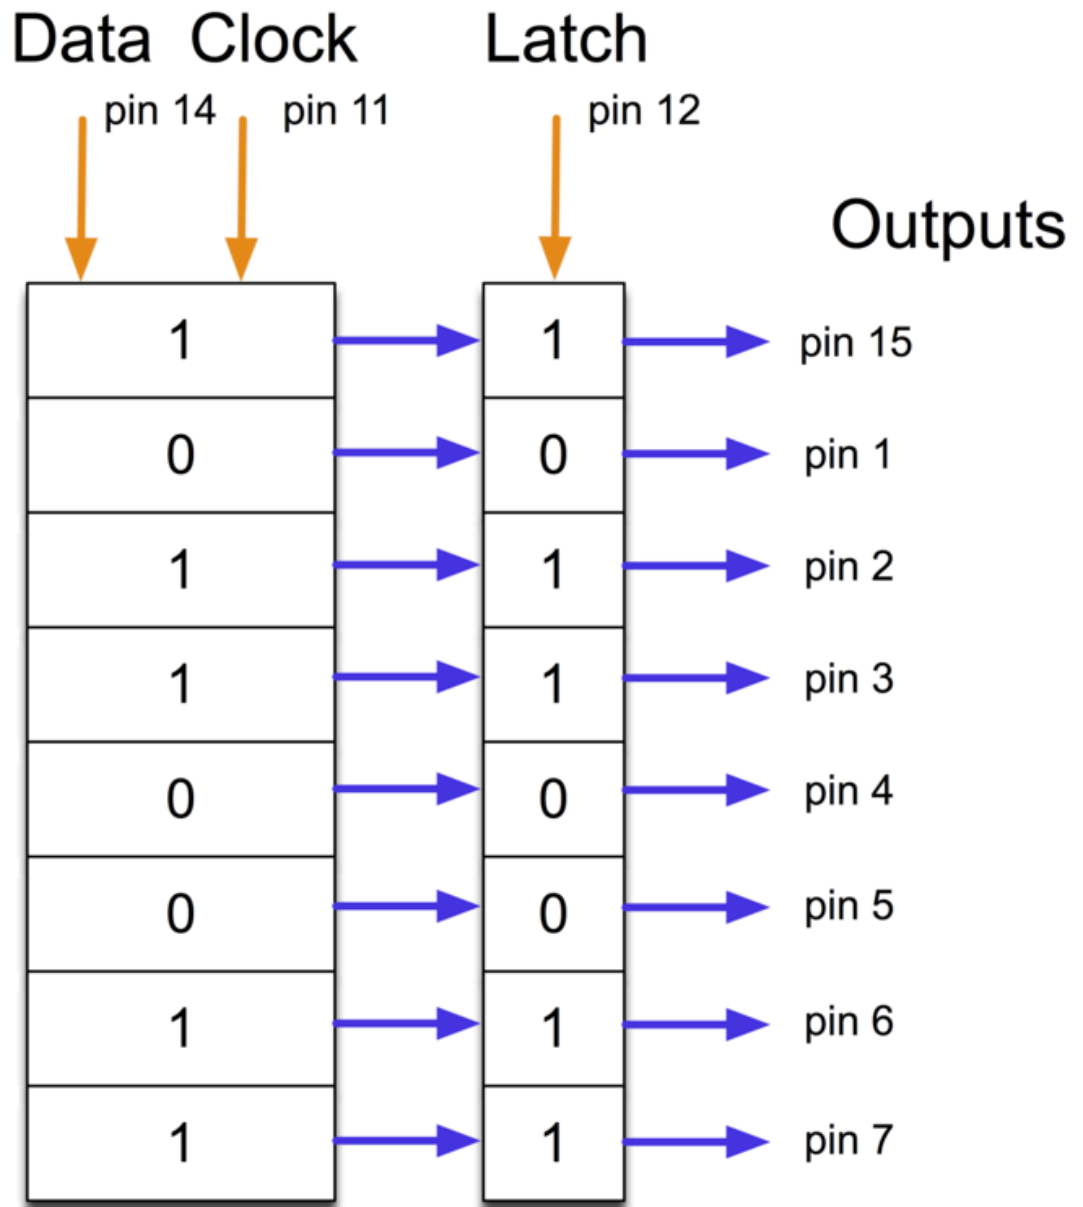 Data Clock Latch
pin 14 pin 11 pin 12
Outputs
1 1 pin 15
0 0 pin 1
1 1 pin 2
1 1 pin 3
0 0 pin 4
0 0 pin 5
1 1 pin 6
1 1 pin 7